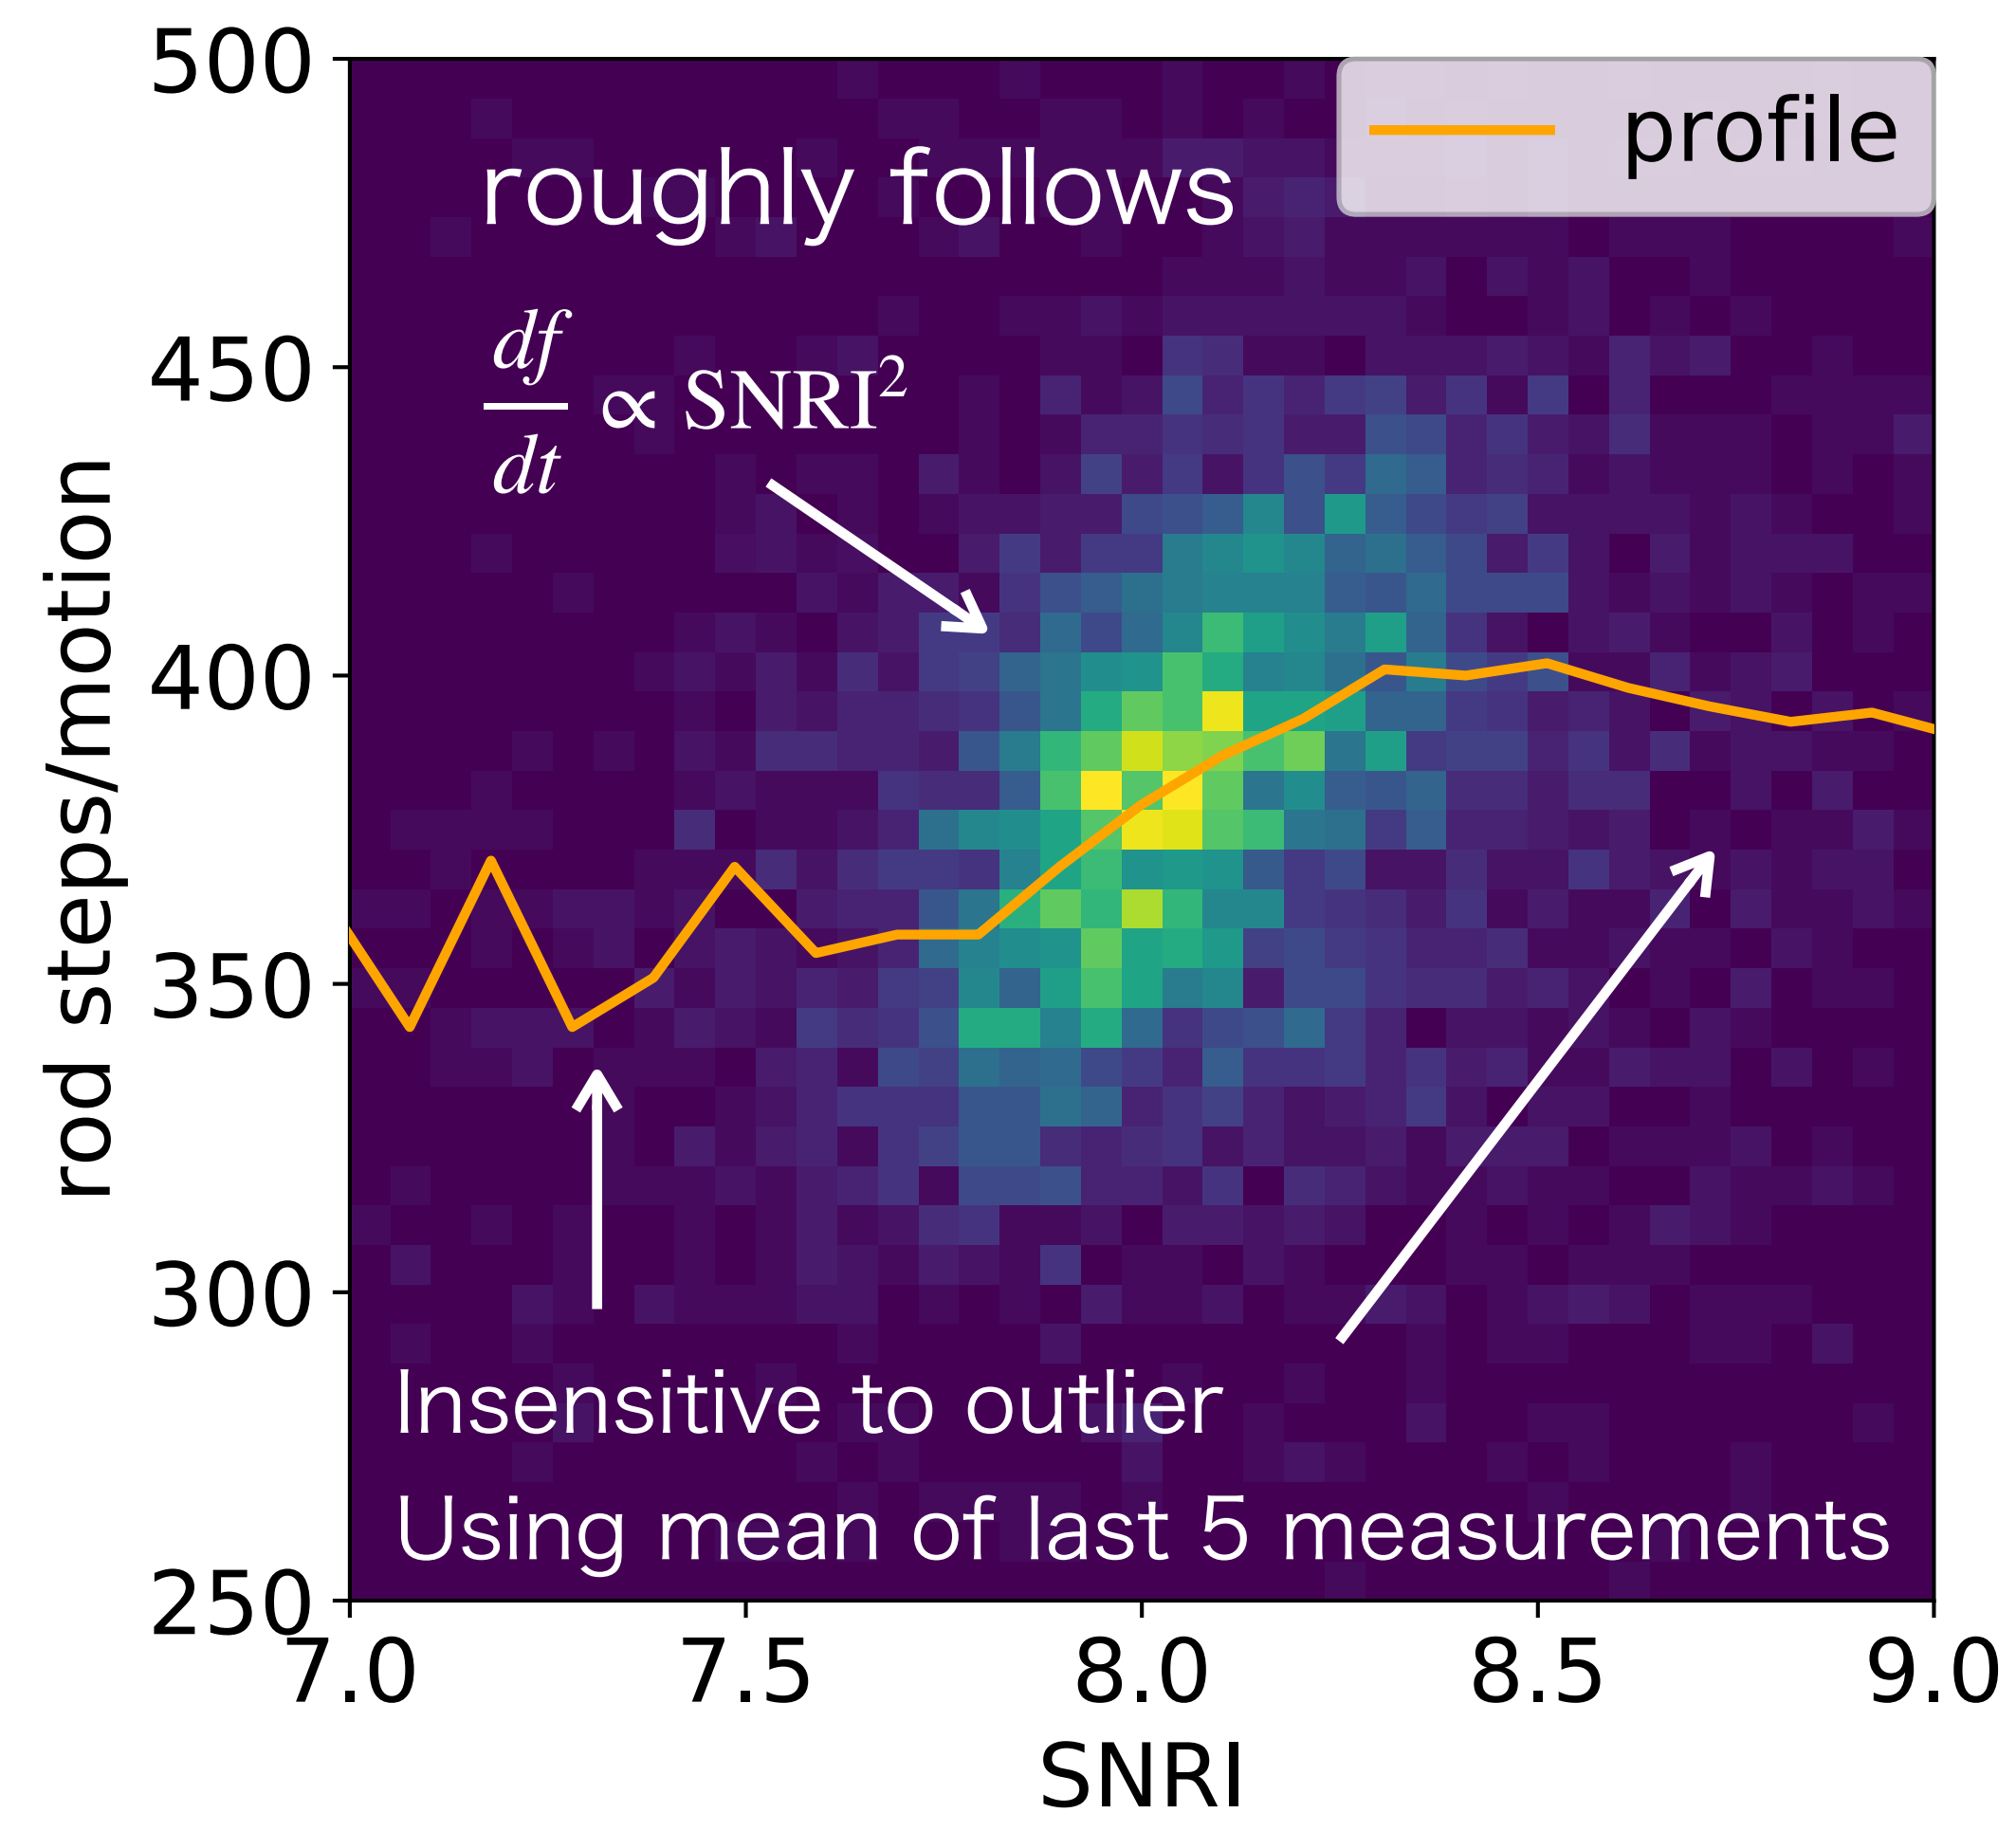 500
450
400
350
300
250
rod steps/motion
profile
roughly follows
df/dt ∝ SNRI²
Insensitive to outlier
Using mean of last 5 measurements
7.0 7.5 8.0 8.5 9.0
SNRI